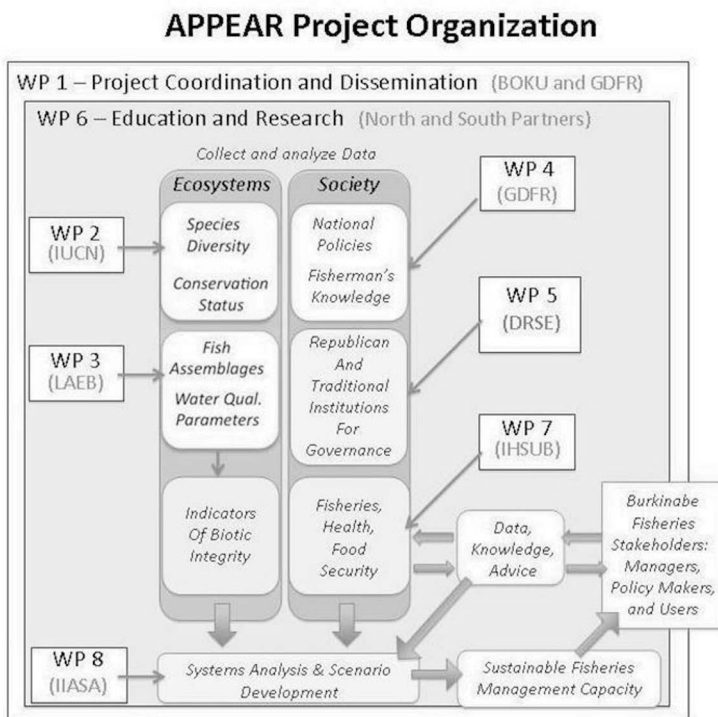 APPEAR Project Organization
WP 1 – Project Coordination and Dissemination (BOKU and GDFR)
WP 6 – Education and Research (North and South Partners)
Collect and analyze Data
Ecosystems
Society
WP 2
(IUCN)
Species
Diversity
Conservation
Status
National
Policies
Fisherman's
Knowledge
WP 4
(GDFR)
WP 3
(LAEB)
Fish
Assemblages
Water Qual.
Parameters
Republican
And
Traditional
Institutions
For
Governance
WP 5
(DRSE)
WP 7
(IHSUB)
Indicators
Of Biotic
Integrity
Fisheries,
Health,
Food
Security
Data,
Knowledge,
Advice
Burkinabe
Fisheries
Stakeholders:
Managers,
Policy Makers,
and Users
WP 8
(IIASA)
Systems Analysis & Scenario
Development
Sustainable Fisheries
Management Capacity